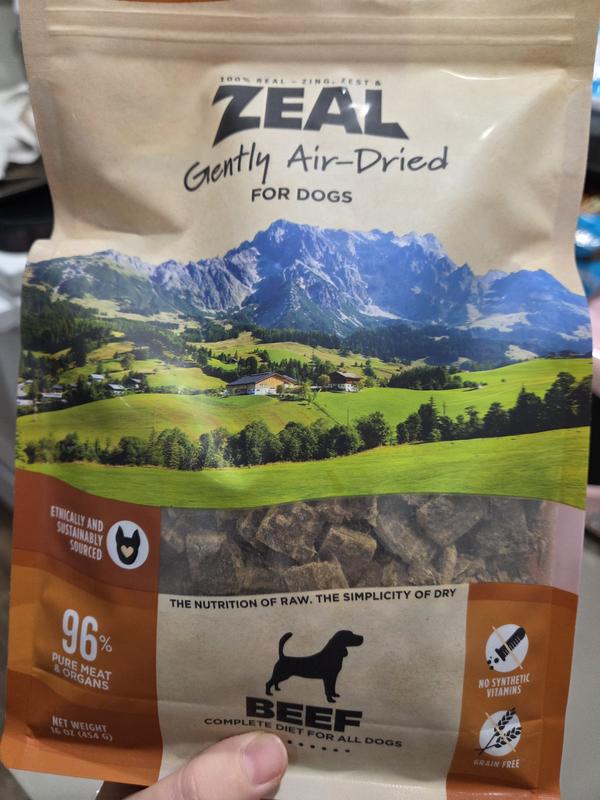 100% REAL - ZING, ZEST &
ZEAL
Gently Air-Dried
FOR DOGS
ETHICALLY AND
SUSTAINABLY
SOURCED
THE NUTRITION OF RAW. THE SIMPLICITY OF DRY
96%
PURE MEAT
& ORGANS
NO SYNTHETIC
VITAMINS
BEEF
COMPLETE DIET FOR ALL DOGS
NET WEIGHT
16 OZ (454 G)
GRAIN FREE